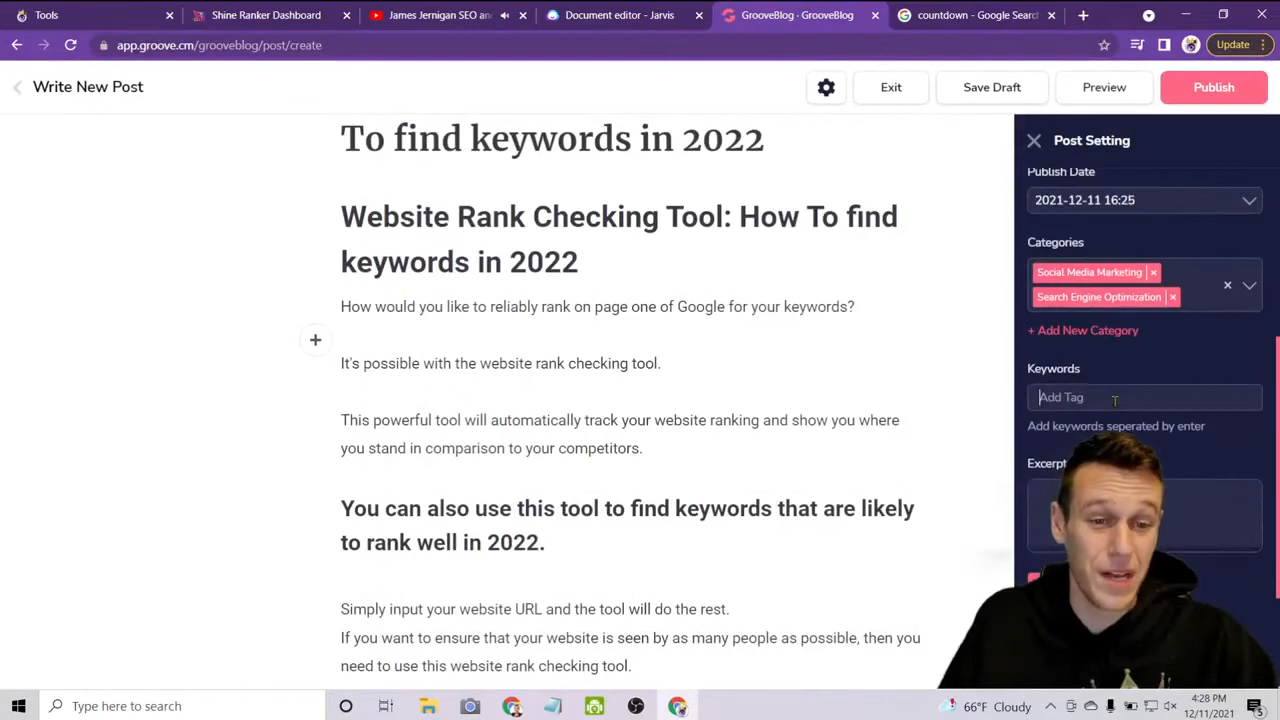 Tools
Shine Ranker Dashboard
James Jernigan SEO an
Document editor - Jarvis
GrooveBlog · GrooveBlog
countdown - Google Searc
app.groove.cm/grooveblog/post/create
Update
Write New Post
Exit
Save Draft
Preview
Publish
To find keywords in 2022
Website Rank Checking Tool: How To find
keywords in 2022
How would you like to reliably rank on page one of Google for your keywords?
It's possible with the website rank checking tool.
This powerful tool will automatically track your website ranking and show you where
you stand in comparison to your competitors.
You can also use this tool to find keywords that are likely
to rank well in 2022.
Simply input your website URL and the tool will do the rest.
If you want to ensure that your website is seen by as many people as possible, then you
need to use this website rank checking tool.
Post Setting
Publish Date
2021-12-11 16:25
Categories
Social Media Marketing
Search Engine Optimization
+ Add New Category
Keywords
Add Tag
Add keywords seperated by enter
Excerpt
Type here to search
66°F Cloudy
4:28 PM
12/11/2021
5